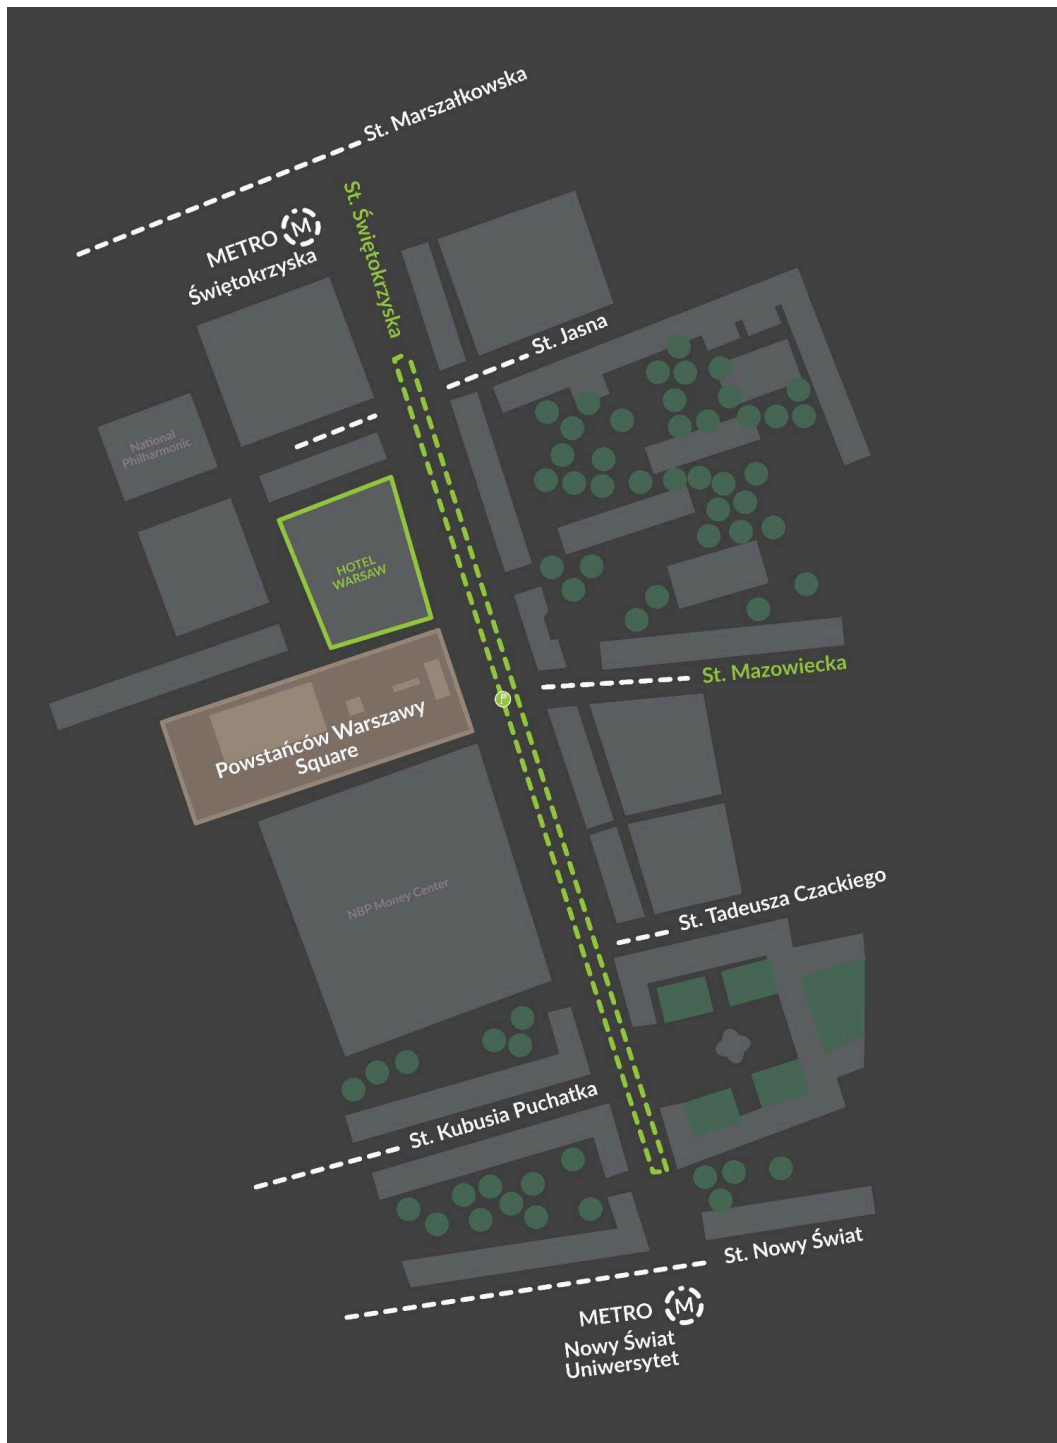 St. Marszałkowska
St. Świętokrzyska
METRO M
Świętokrzyska
St. Jasna
National
Philharmonic
HOTEL
WARSAW
St. Mazowiecka
P
Powstańców Warszawy
Square
NBP Money Center
St. Tadeusza Czackiego
St. Kubusia Puchatka
St. Nowy Świat
METRO M
Nowy Świat
Uniwersytet